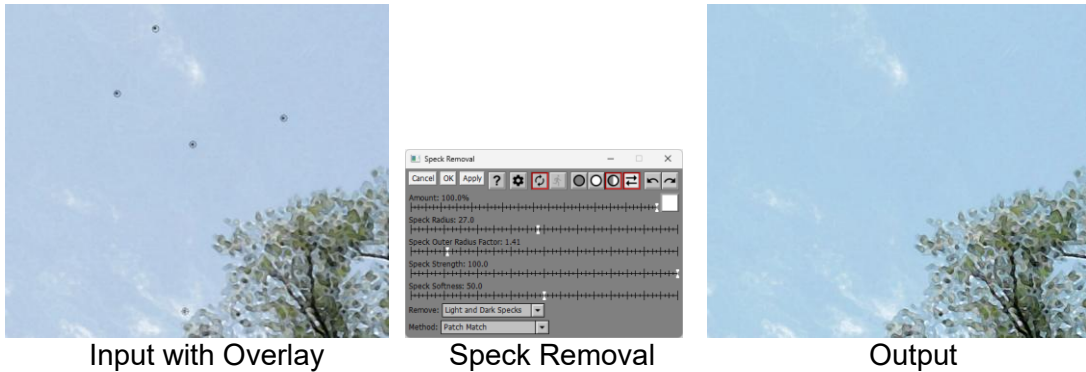 Speck Removal
Cancel OK Apply ?
Amount: 100.0%
Speck Radius: 27.0
Speck Outer Radius Factor: 1.41
Speck Strength: 100.0
Speck Softness: 50.0
Remove: Light and Dark Specks
Method: Patch Match
Input with Overlay Speck Removal Output